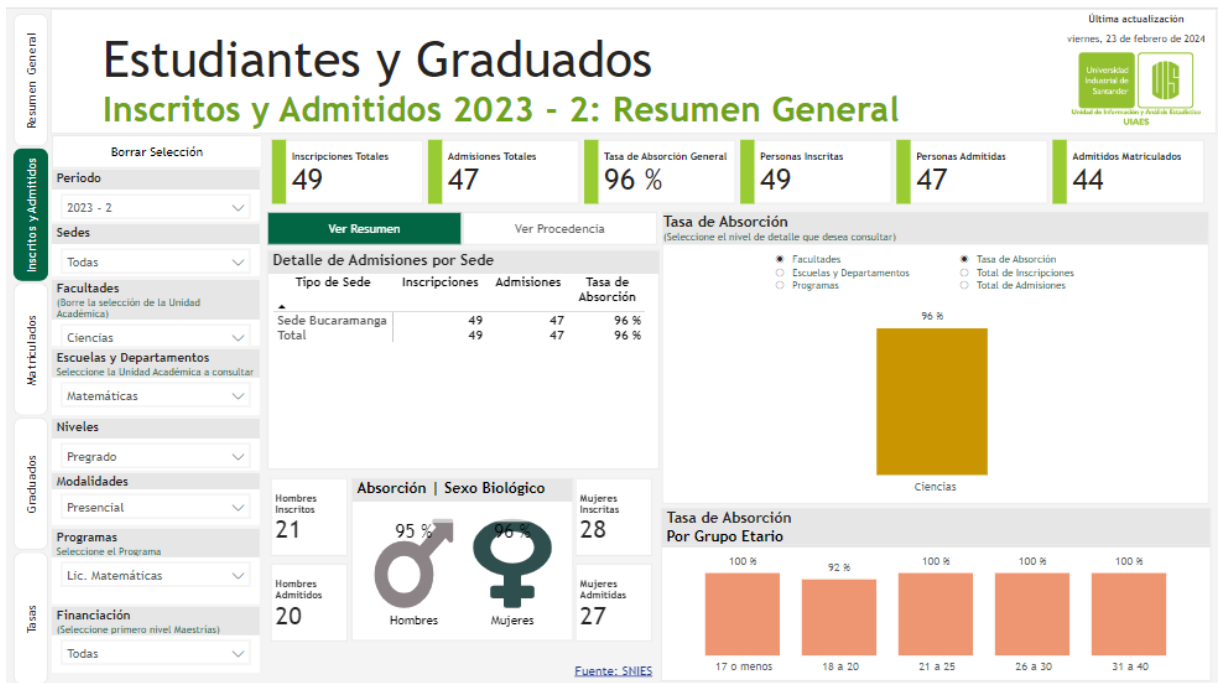 Última actualización
viernes, 23 de febrero de 2024
Universidad
Industrial de
Santander
Unidad de Información y Análisis Estadístico
UIAES
Estudiantes y Graduados
Inscritos y Admitidos 2023 - 2: Resumen General
Resumen General
Inscritos y Admitidos
Matriculados
Graduados
Tasas
Borrar Selección
Periodo
2023 - 2
Sedes
Todas
Facultades
(Borre la selección de la Unidad
Académica)
Ciencias
Escuelas y Departamentos
Seleccione la Unidad Académica a consultar
Matemáticas
Niveles
Pregrado
Modalidades
Presencial
Programas
Seleccione el Programa
Lic. Matemáticas
Financiación
(Seleccione primero nivel Maestrías)
Todas
Inscripciones Totales
49
Admisiones Totales
47
Tasa de Absorción General
96 %
Personas Inscritas
49
Personas Admitidas
47
Admitidos Matriculados
44
Ver Resumen
Ver Procedencia
Detalle de Admisiones por Sede
Tipo de Sede Inscripciones Admisiones Tasa de
Absorción
Sede Bucaramanga 49 47 96 %
Total 49 47 96 %
Hombres
Inscritos
21
Hombres
Admitidos
20
Absorción | Sexo Biológico
95 % 96 %
Hombres Mujeres
Mujeres
Inscritas
28
Mujeres
Admitidas
27
Fuente: SNIES
Tasa de Absorción
(Seleccione el nivel de detalle que desea consultar)
Facultades
Escuelas y Departamentos
Programas
Tasa de Absorción
Total de Inscripciones
Total de Admisiones
96 %
Ciencias
Tasa de Absorción
Por Grupo Etario
100 % 92 % 100 % 100 % 100 %
17 o menos 18 a 20 21 a 25 26 a 30 31 a 40